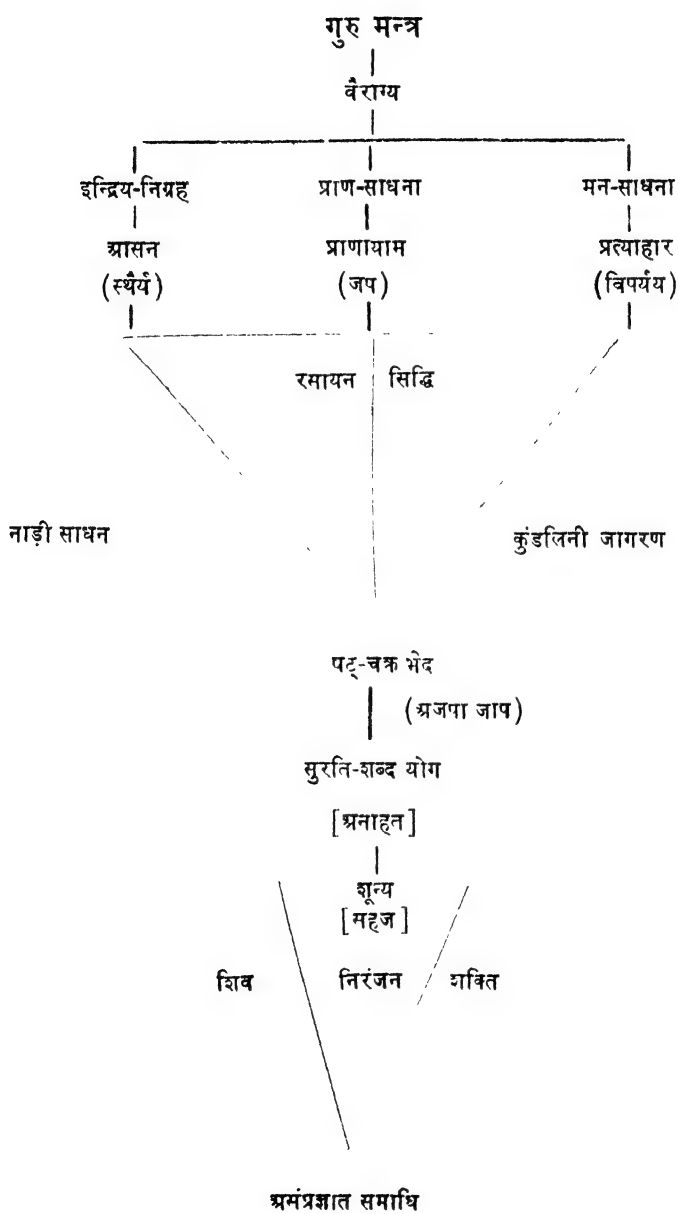 गुरु मन्त्र
वैराग्य
इन्द्रिय-निग्रह प्राण-साधना मन-साधना
आसन प्राणायाम प्रत्याहार
(स्थैर्य) (जप) (विपर्यय)
रसायन सिद्धि
नाड़ी साधन कुंडलिनी जागरण
षट्-चक्र भेद
(अजपा जाप)
सुरति-शब्द योग
[अनाहत]
शून्य
[सहज]
शिव निरंजन शक्ति
असंप्रज्ञात समाधि